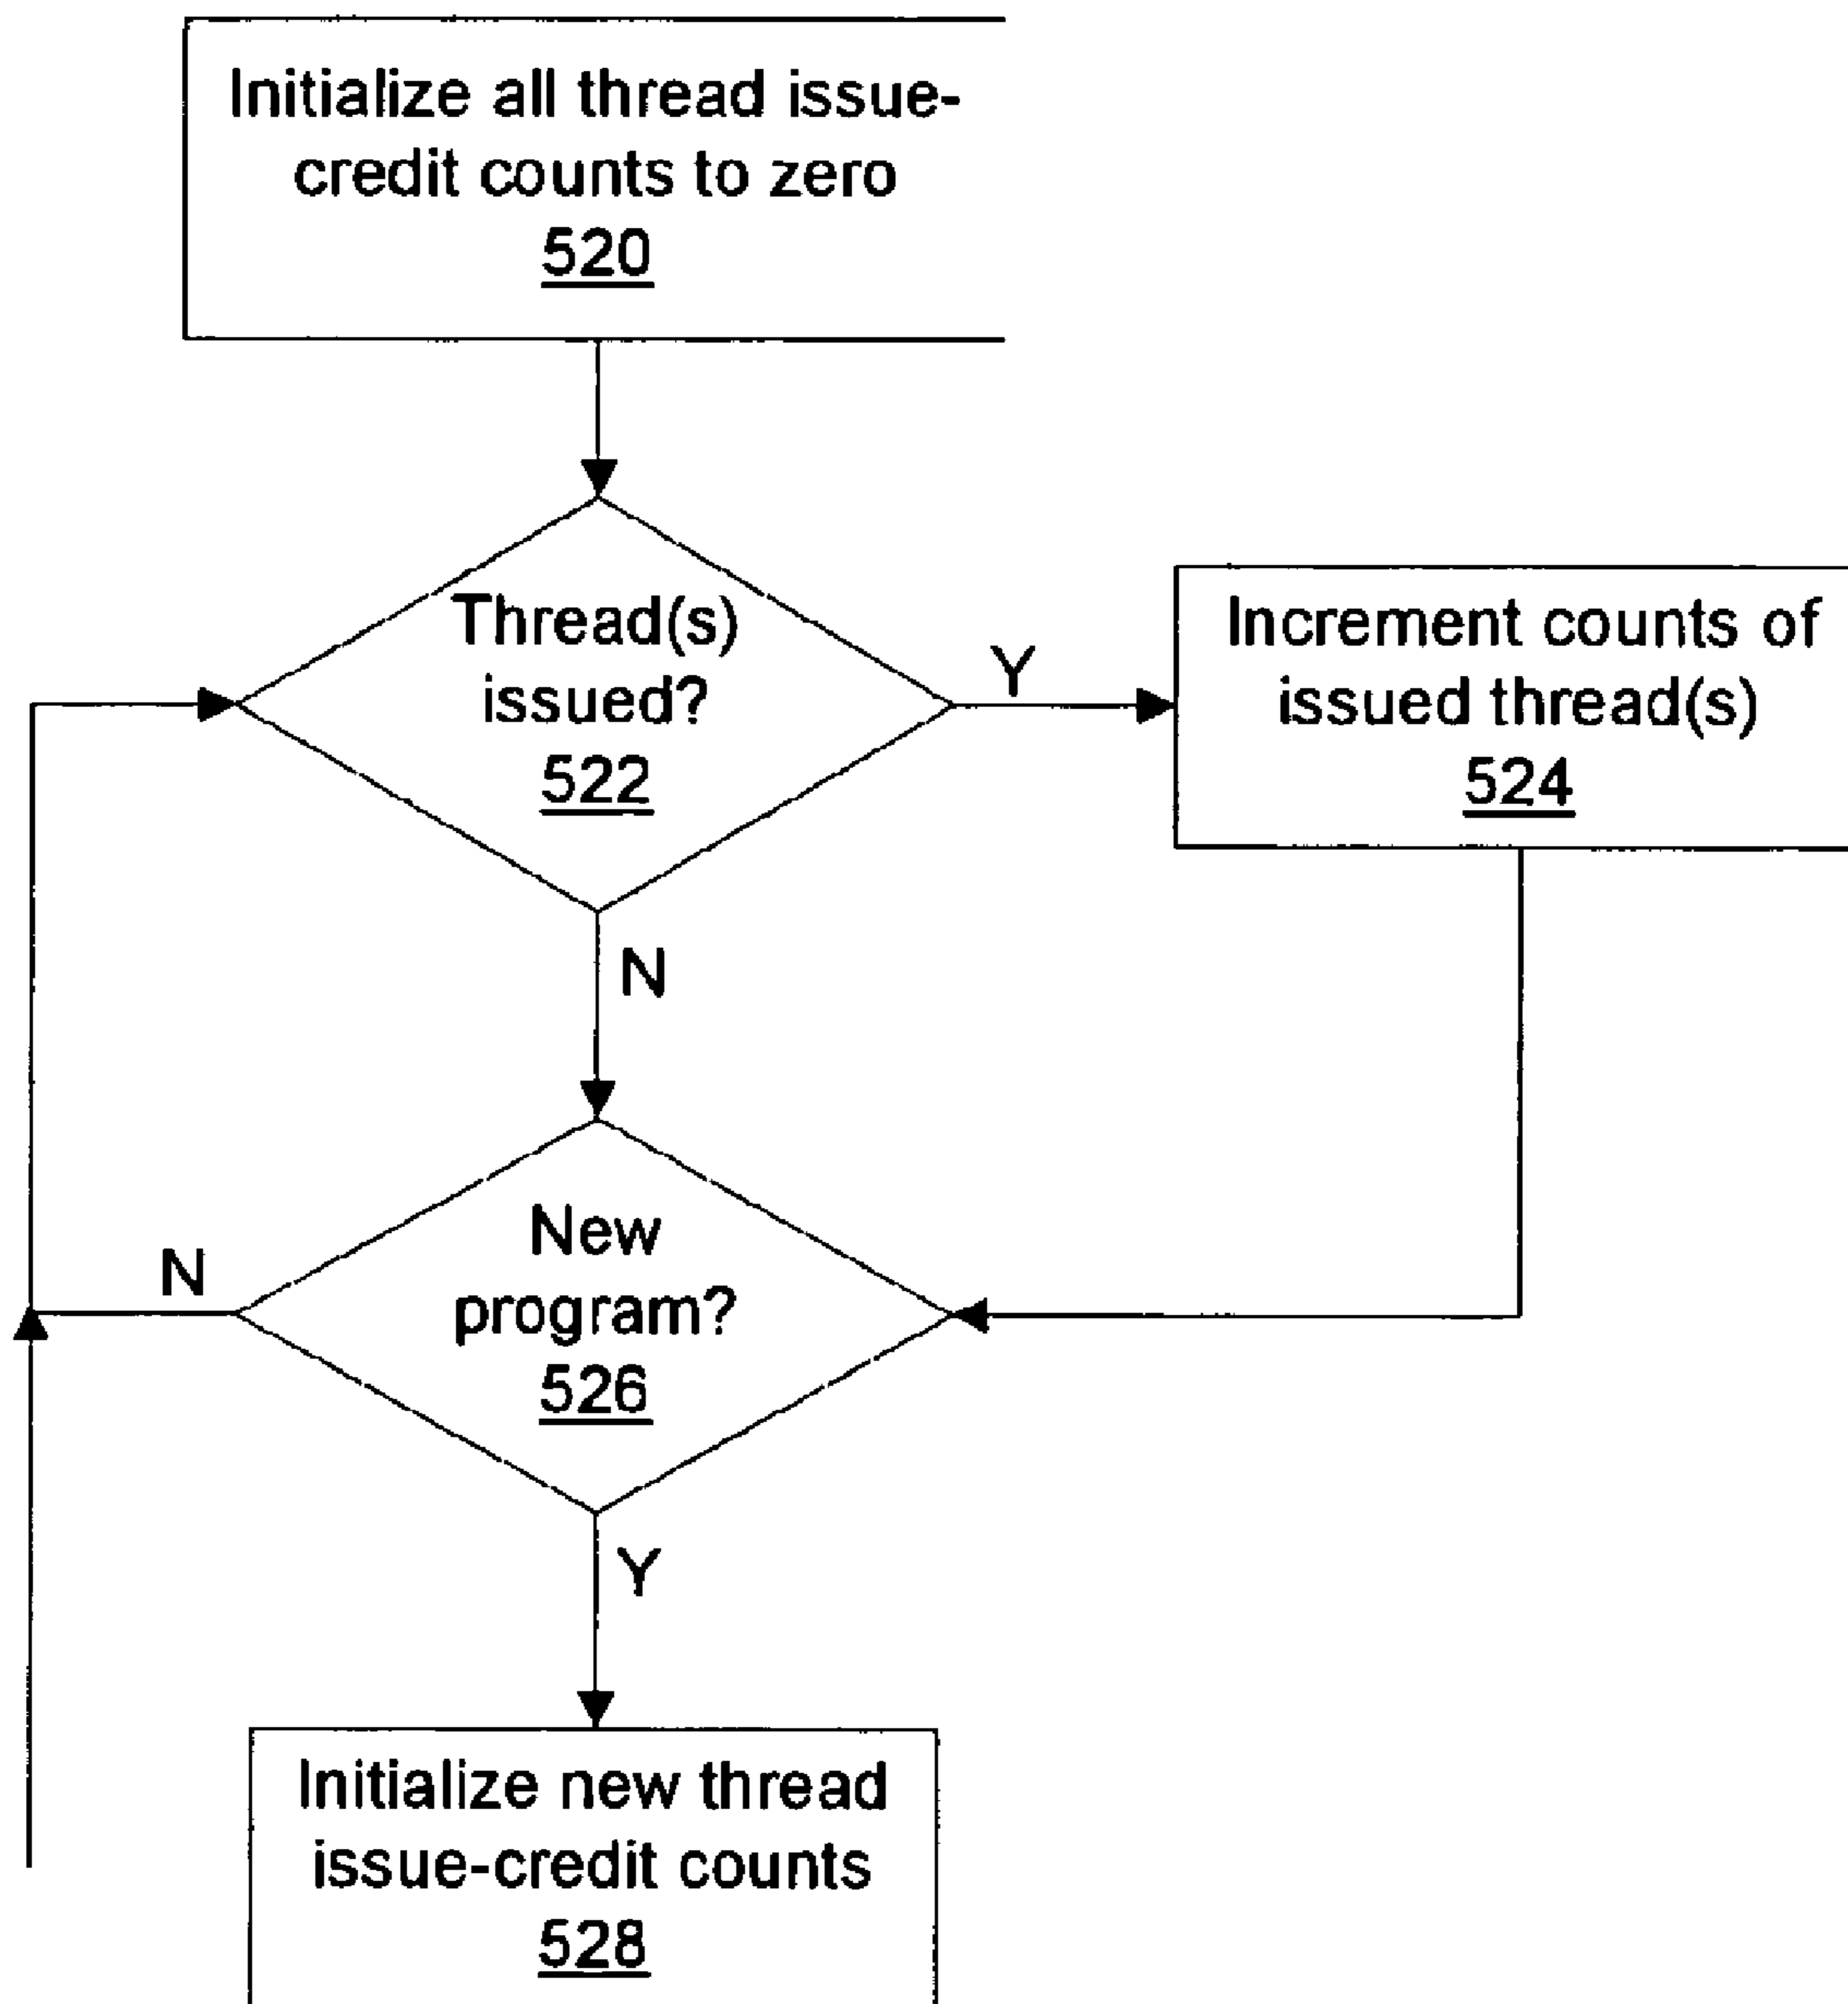 Initialize all thread issue-
credit counts to zero
520
Thread(s)
issued?
522
Y
Increment counts of
issued thread(s)
524
N
New
program?
526
N
Y
Initialize new thread
issue-credit counts
528